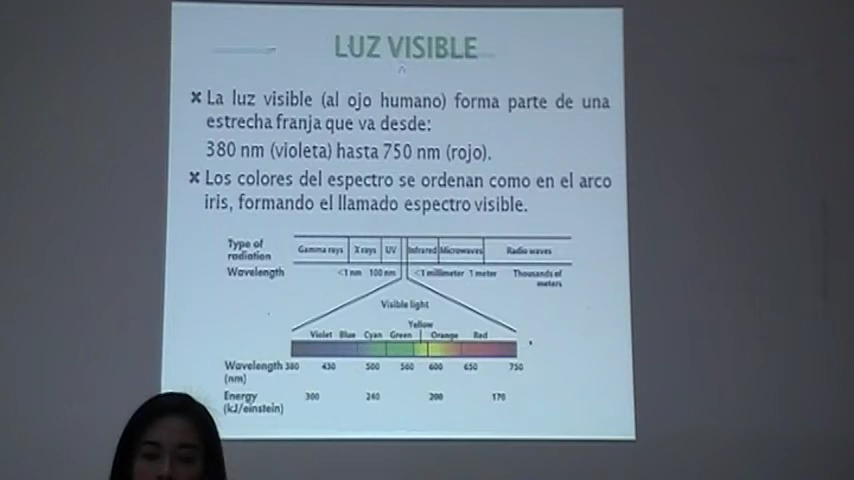 LUZ VISIBLE
La luz visible (al ojo humano) forma parte de una
estrecha franja que va desde:
380 nm (violeta) hasta 750 nm (rojo).
Los colores del espectro se ordenan como en el arco
iris, formando el llamado espectro visible.
Type of radiation Gamma rays X rays UV Infrared Microwaves Radio waves
Wavelength <1 nm 100 nm <1 millimeter 1 meter Thousands of meters
Visible light
Yellow
Violet Blue Cyan Green Orange Red
Wavelength (nm) 380 430 500 560 600 650 750
Energy (kJ/einstein) 300 240 200 170